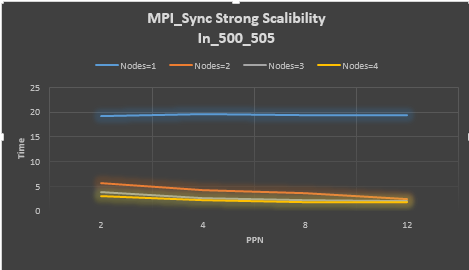 MPI_Sync Strong Scalibility
In_500_505
Nodes=1 Nodes=2 Nodes=3 Nodes=4
25
20
15
10
5
0
Time
2 4 8 12
PPN